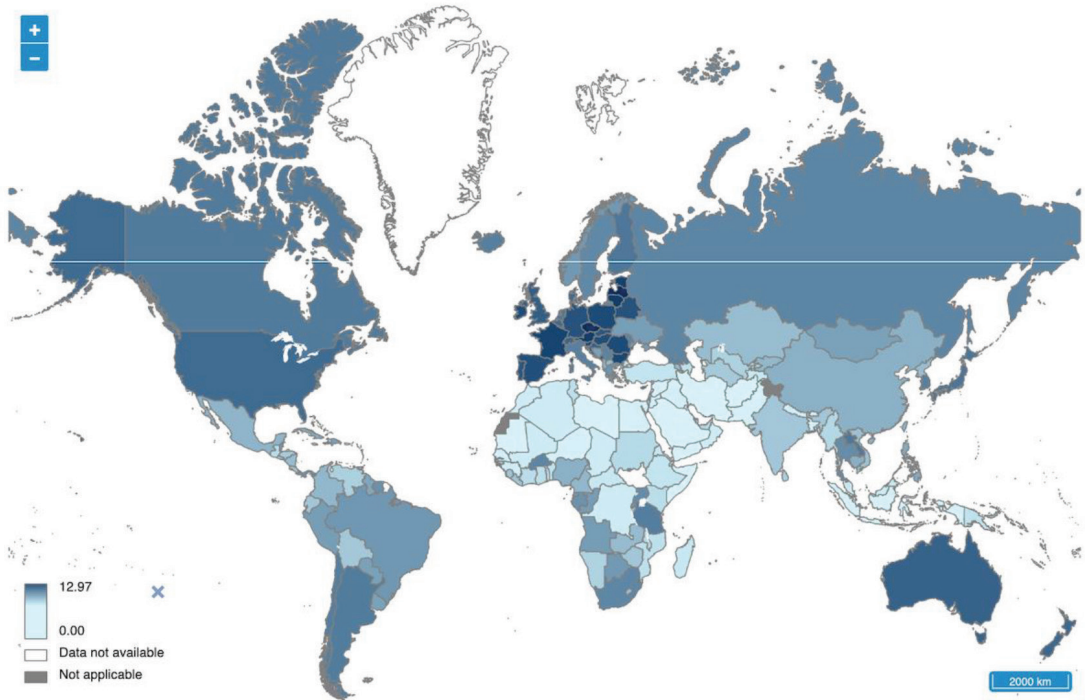 +
−
12.97
0.00
Data not available
Not applicable
2000 km